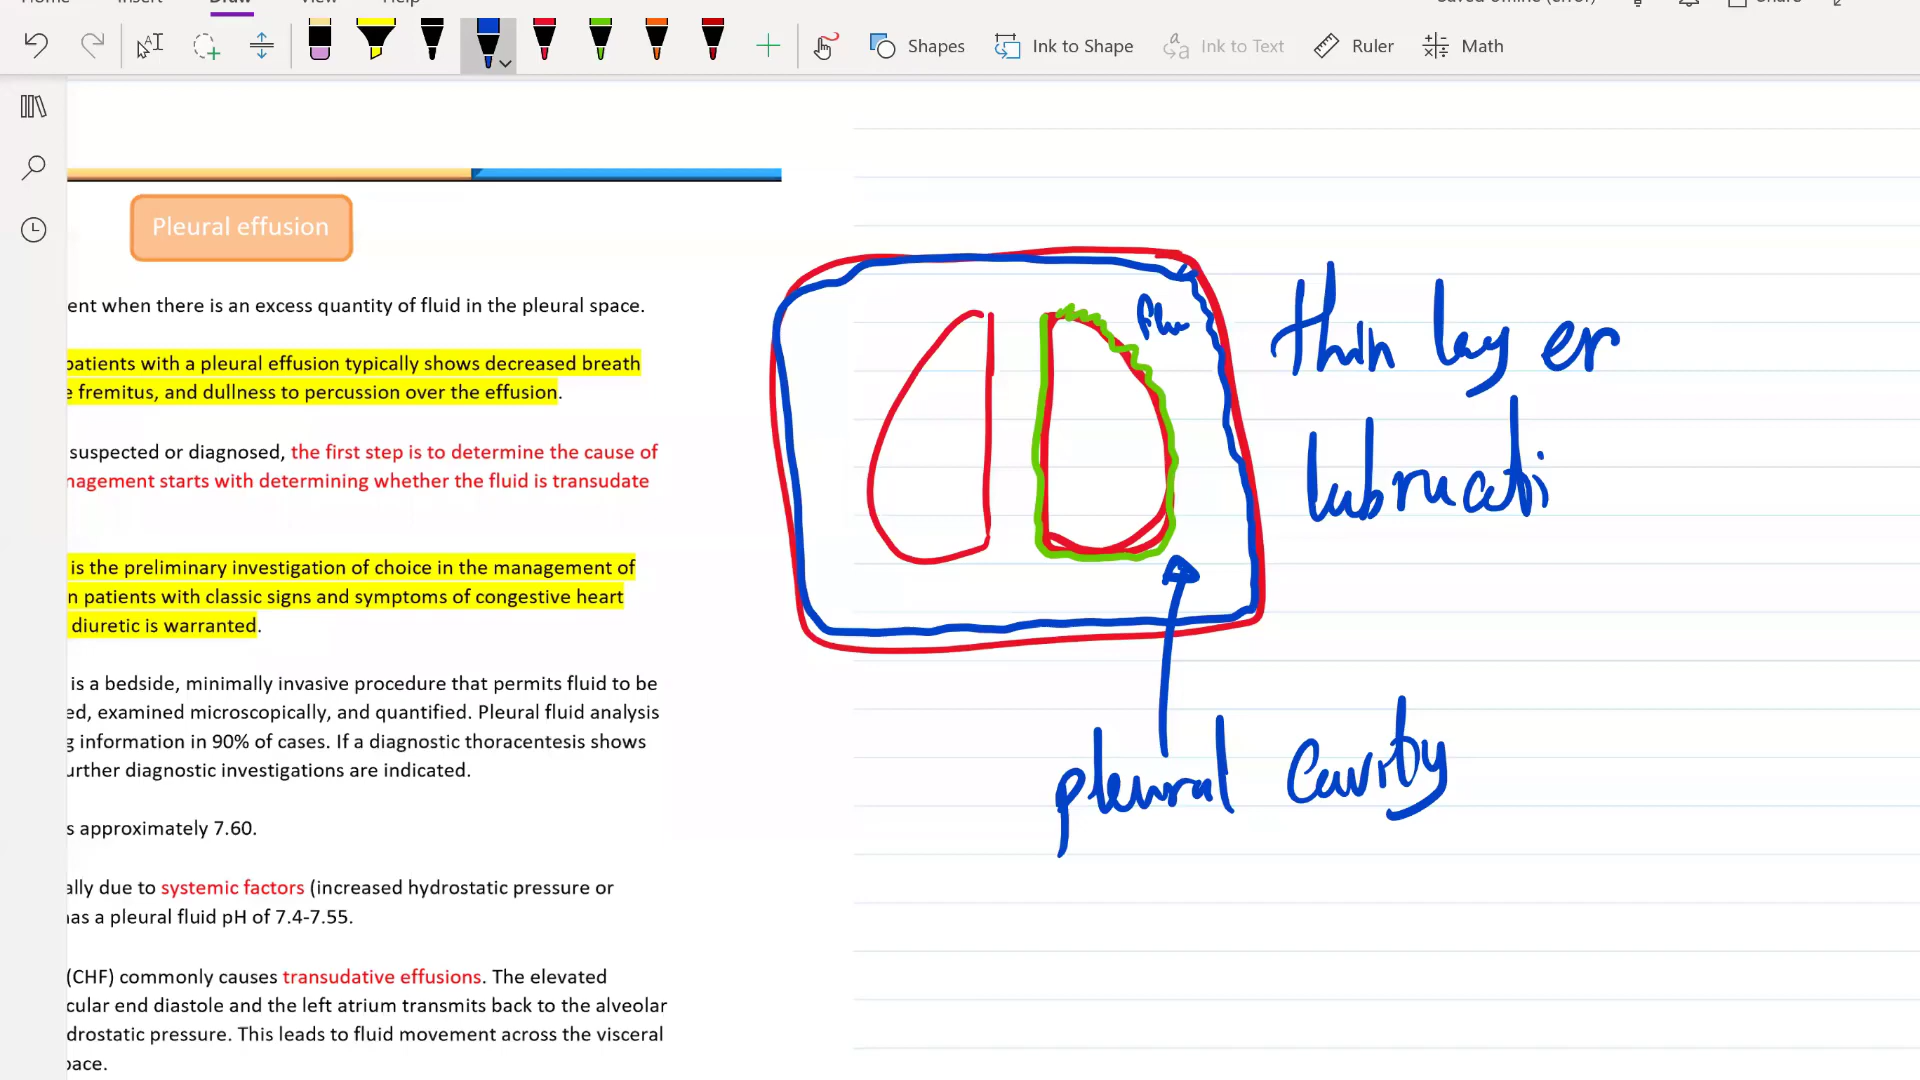 Draw
View
Help
Share
Shapes
Ink to Shape
Ink to Text
Ruler
Math
Pleural effusion
ent when there is an excess quantity of fluid in the pleural space.
patients with a pleural effusion typically shows decreased breath
e fremitus, and dullness to percussion over the effusion.
suspected or diagnosed, the first step is to determine the cause of
nagement starts with determining whether the fluid is transudate
is the preliminary investigation of choice in the management of
n patients with classic signs and symptoms of congestive heart
diuretic is warranted.
is a bedside, minimally invasive procedure that permits fluid to be
ed, examined microscopically, and quantified. Pleural fluid analysis
g information in 90% of cases. If a diagnostic thoracentesis shows
urther diagnostic investigations are indicated.
s approximately 7.60.
ally due to systemic factors (increased hydrostatic pressure or
has a pleural fluid pH of 7.4-7.55.
(CHF) commonly causes transudative effusions. The elevated
cular end diastole and the left atrium transmits back to the alveolar
drostatic pressure. This leads to fluid movement across the visceral
pace.
thin layer
lubricati
pleural cavity